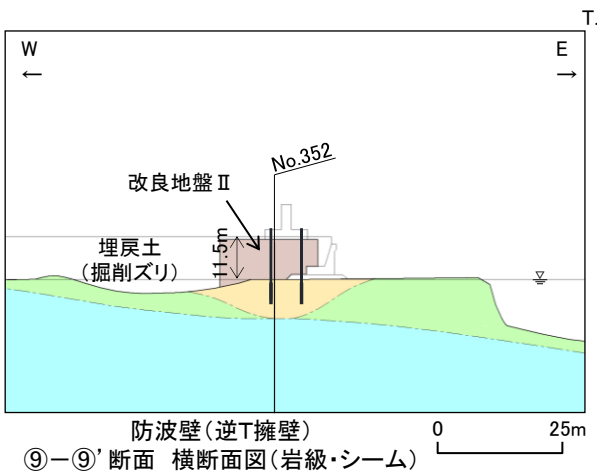 T.
W
E
←
→
No.352
改良地盤Ⅱ
11.5m
埋戻土
(掘削ズリ)
防波壁(逆T擁壁)
0
25m
⑨-⑨'断面 横断面図(岩級・シーム)